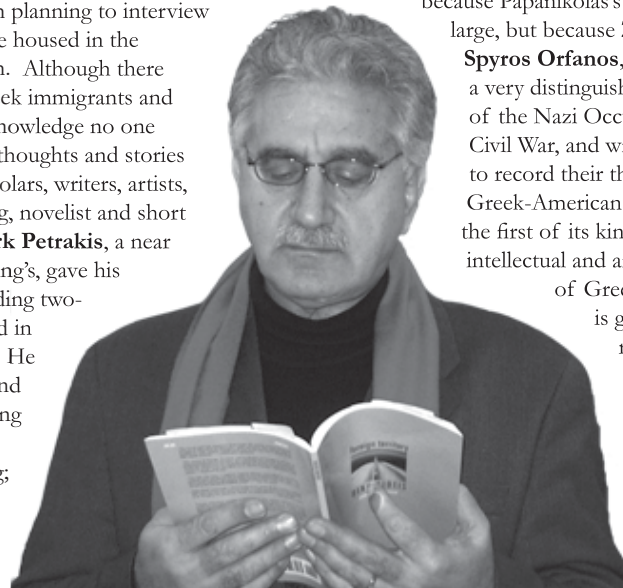 n planning to interview
e housed in the
n. Although there
ek immigrants and
nowledge no one
thoughts and stories
olars, writers, artists,
g, novelist and short
rk Petrakis, a near
ng's, gave his
ding two-
d in
He
nd
ng
g;
because Papanikolas's
large, but because
Spyros Orfanos,
a very distinguish
of the Nazi Occ
Civil War, and w
to record their th
Greek-American
the first of its kin
intellectual and a
of Gree
is g
foreign territory